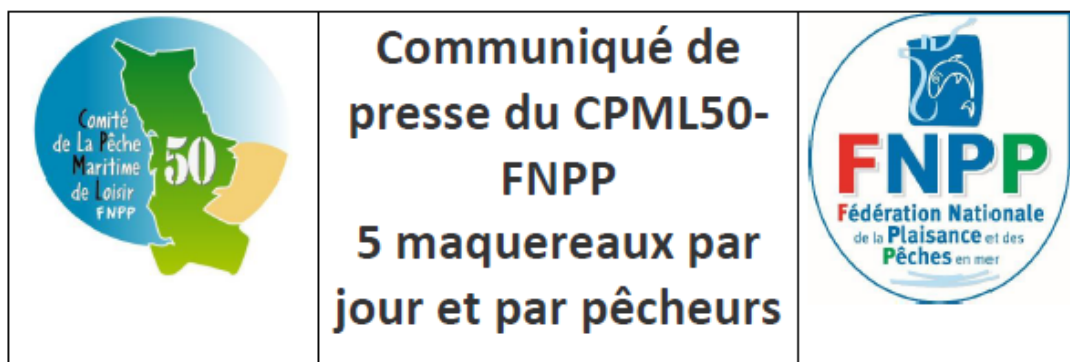 Comité
de La Pêche
Maritime
de Loisir
FNPP
50
Communiqué de
presse du CPML50-
FNPP
5 maquereaux par
jour et par pêcheurs
FNPP
Fédération Nationale
de la Plaisance et des
Pêches en mer